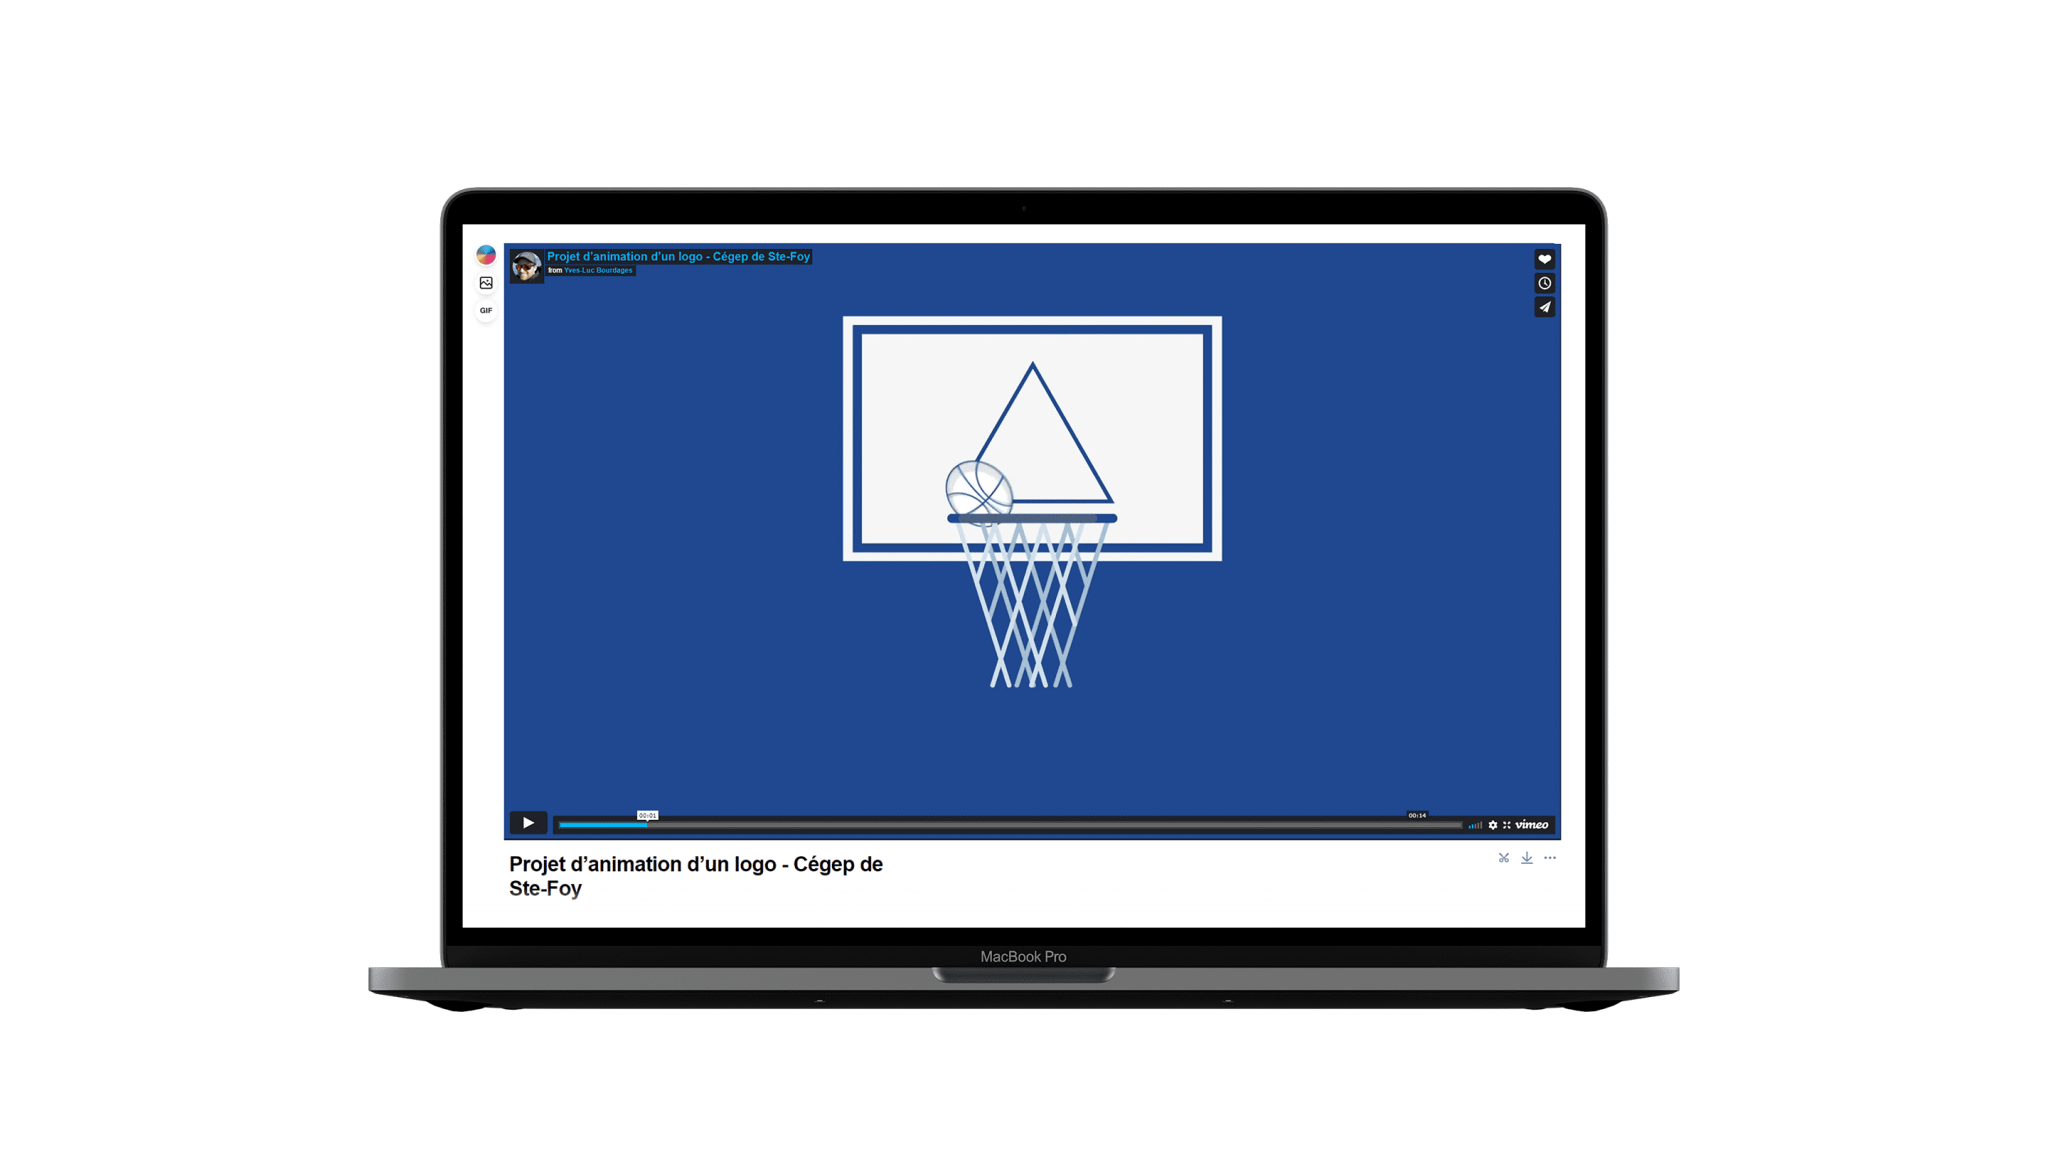 Projet d’animation d’un logo - Cégep de Ste-Foy
from Yves-Luc Bourdages
GIF
00:01
00:14
vimeo
Projet d’animation d’un logo - Cégep de
Ste-Foy
MacBook Pro